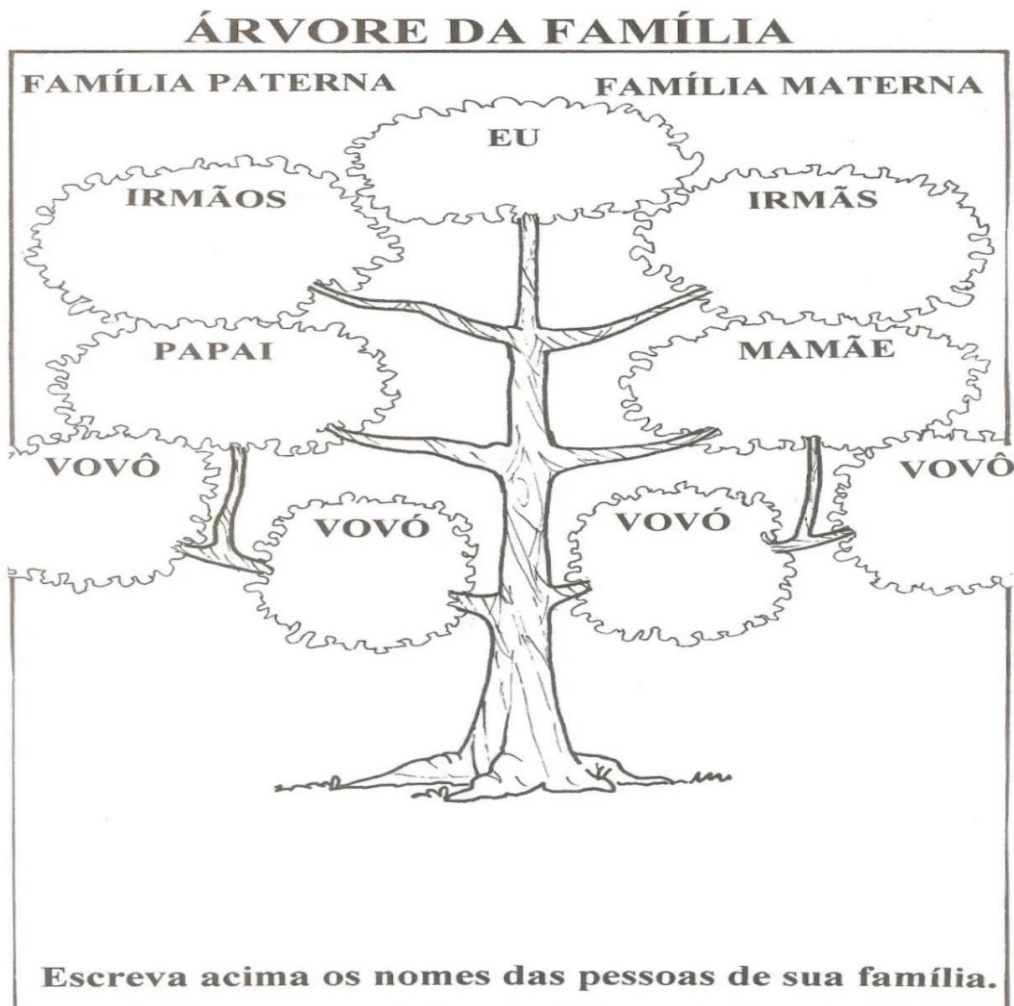 ÁRVORE DA FAMÍLIA
FAMÍLIA PATERNA
FAMÍLIA MATERNA
EU
IRMÃOS
IRMÃS
PAPAI
MAMÃE
VOVÔ
VOVÓ
VOVÓ
VOVÔ
Escreva acima os nomes das pessoas de sua família.